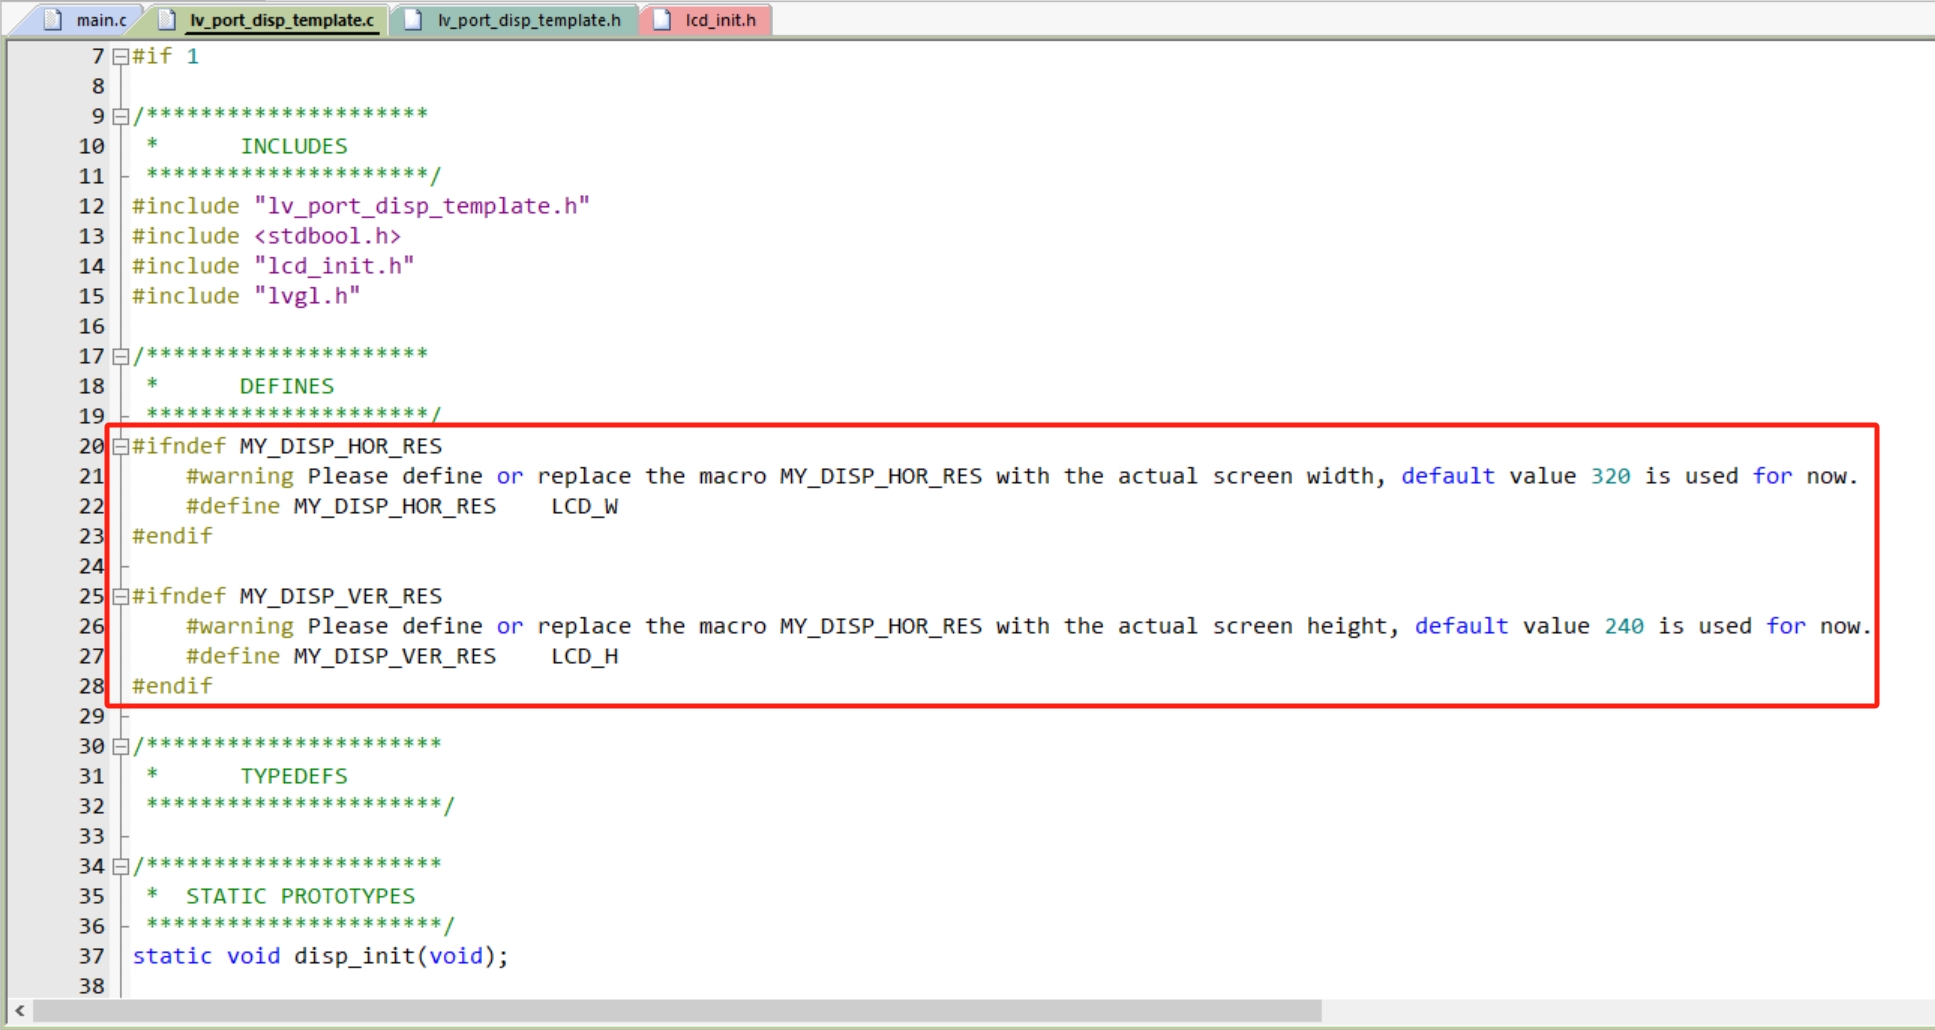 main.c lv_port_disp_template.c lv_port_disp_template.h lcd_init.h
7 #if 1
8
9 /*********************
10 *      INCLUDES
11 *********************/
12 #include "lv_port_disp_template.h"
13 #include <stdbool.h>
14 #include "lcd_init.h"
15 #include "lvgl.h"
16
17 /*********************
18 *      DEFINES
19 *********************/
20 #ifndef MY_DISP_HOR_RES
21     #warning Please define or replace the macro MY_DISP_HOR_RES with the actual screen width, default value 320 is used for now.
22     #define MY_DISP_HOR_RES    LCD_W
23 #endif
24
25 #ifndef MY_DISP_VER_RES
26     #warning Please define or replace the macro MY_DISP_HOR_RES with the actual screen height, default value 240 is used for now.
27     #define MY_DISP_VER_RES    LCD_H
28 #endif
29
30 /**********************
31 *      TYPEDEFS
32 **********************/
33
34 /**********************
35 *  STATIC PROTOTYPES
36 **********************/
37 static void disp_init(void);
38